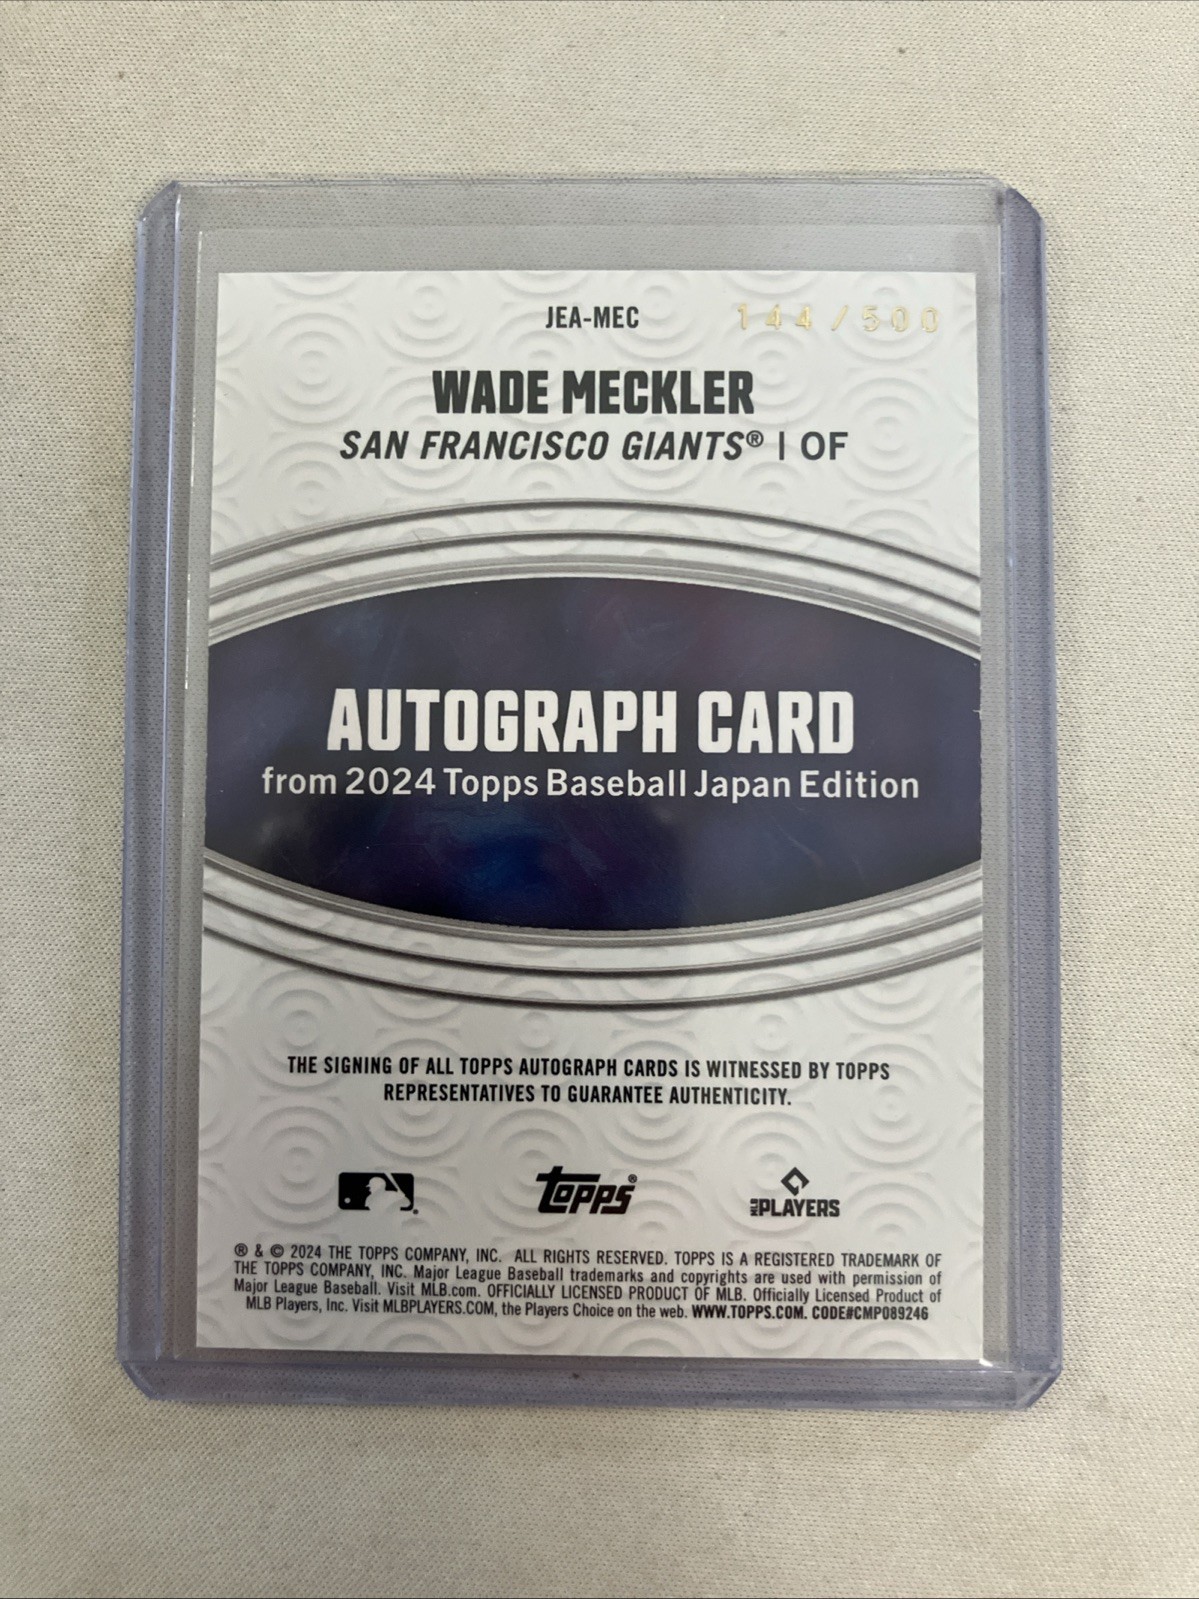 JEA-MEC 144/500
WADE MECKLER
SAN FRANCISCO GIANTS® | OF
AUTOGRAPH CARD
from 2024 Topps Baseball Japan Edition
THE SIGNING OF ALL TOPPS AUTOGRAPH CARDS IS WITNESSED BY TOPPS
REPRESENTATIVES TO GUARANTEE AUTHENTICITY.
topps® MLB PLAYERS
® & © 2024 THE TOPPS COMPANY, INC. ALL RIGHTS RESERVED. TOPPS IS A REGISTERED TRADEMARK OF
THE TOPPS COMPANY, INC. Major League Baseball trademarks and copyrights are used with permission of
Major League Baseball. Visit MLB.com. OFFICIALLY LICENSED PRODUCT OF MLB. Officially Licensed Product of
MLB Players, Inc. Visit MLBPLAYERS.COM, the Players Choice on the web. WWW.TOPPS.COM. CODE#CMP089246